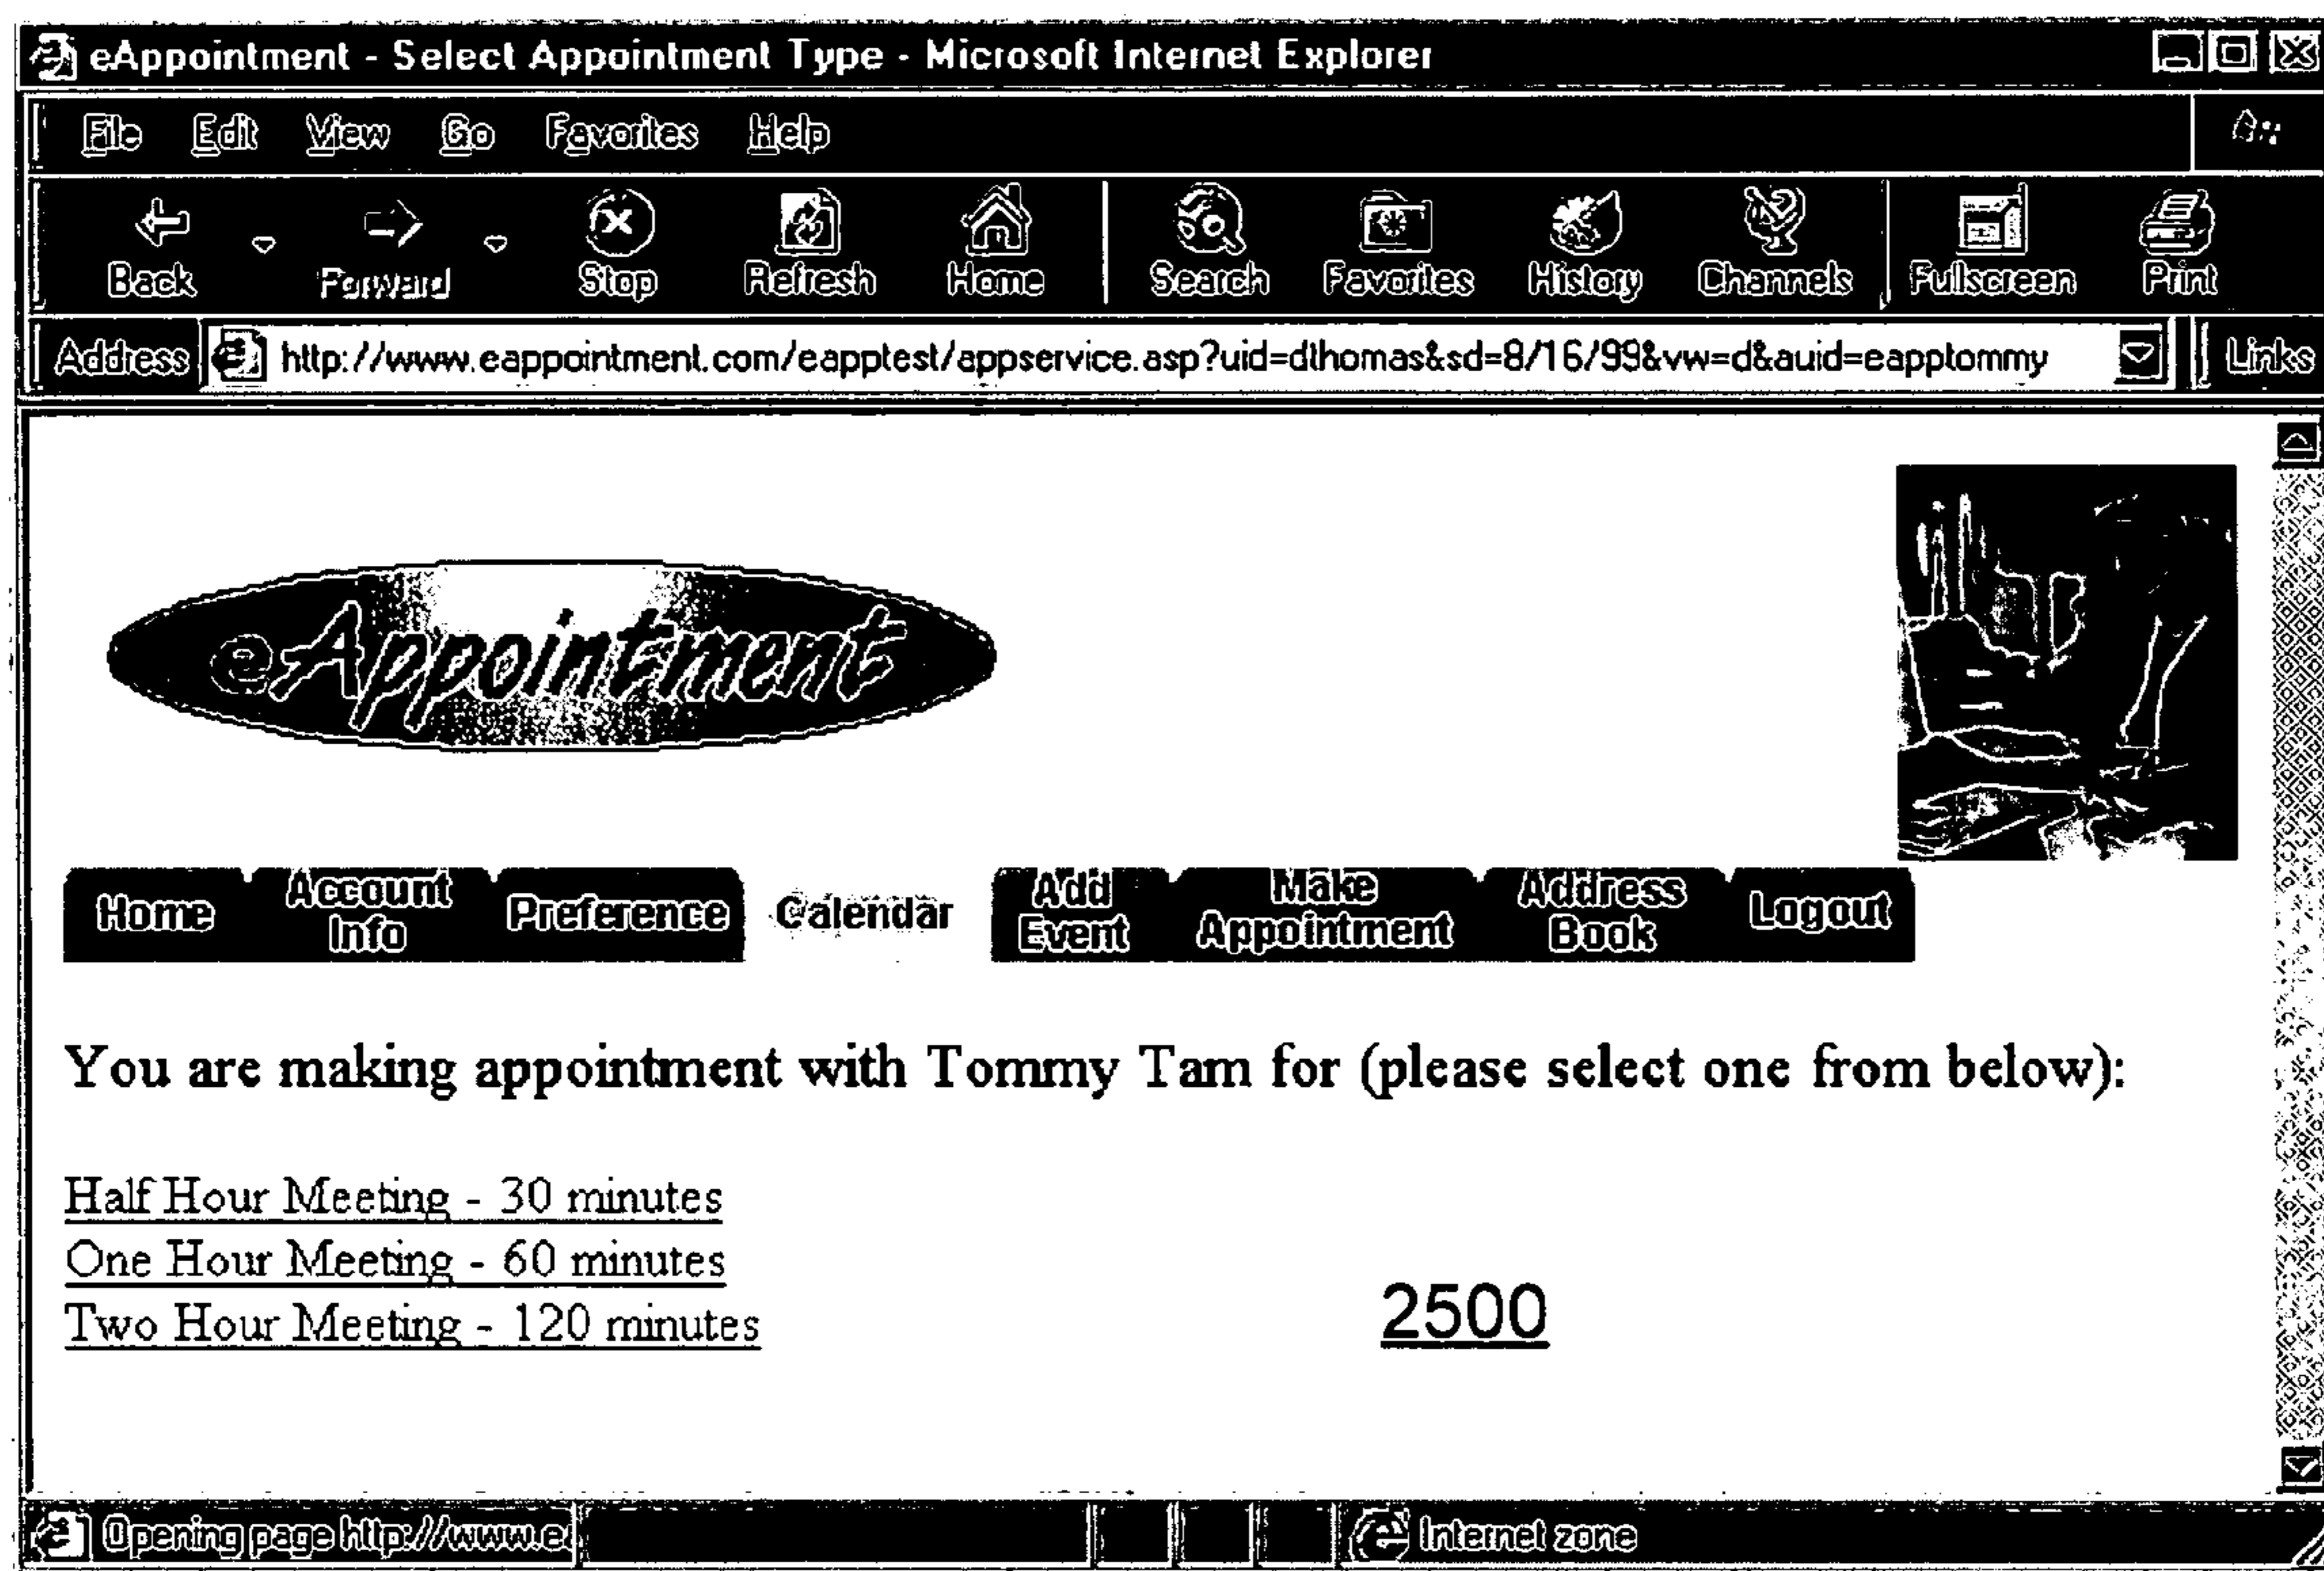 eAppointment - Select Appointment Type - Microsoft Internet Explorer
File Edit View Go Favorites Help
Back Forward Stop Refresh Home Search Favorites History Channels Fullscreen Print
Address http://www.eappointment.com/eapptest/appservice.asp?uid=dthomas&sd=8/16/99&vw=d&auid=eapptommy Links
eAppointment
Home Account Info Preference Calendar Add Event Make Appointment Address Book Logout
You are making appointment with Tommy Tam for (please select one from below):
Half Hour Meeting - 30 minutes
One Hour Meeting - 60 minutes
Two Hour Meeting - 120 minutes
2500
Opening page http://www.e Internet zone